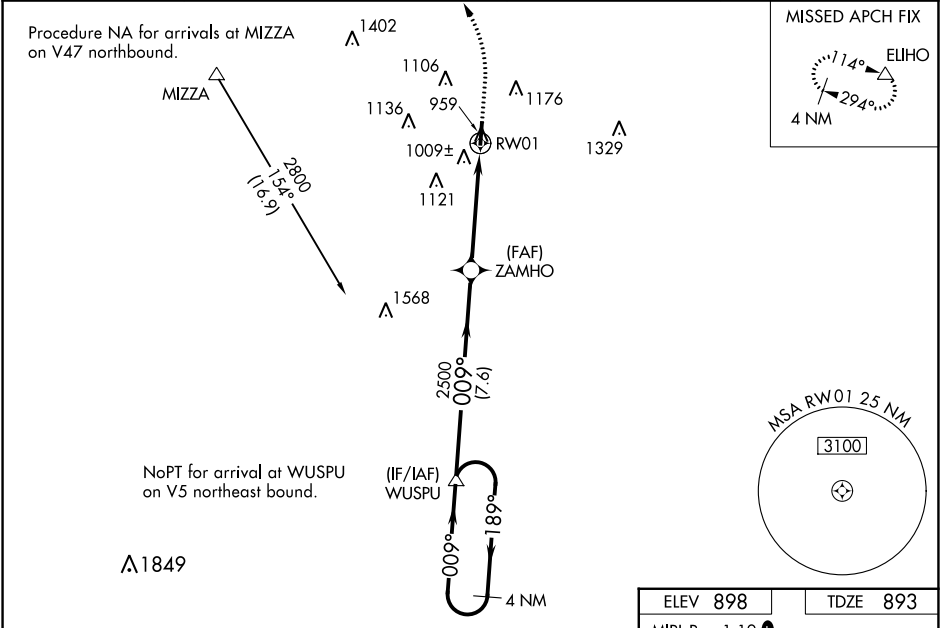 Procedure NA for arrivals at MIZZA
on V47 northbound.
MIZZA
2800
154°
(16.9)
1402
1106
1136
959
1176
1009±
RW01
1329
1121
MISSED APCH FIX
ELIHO
114°
294°
4 NM
(FAF)
ZAMHO
1568
2500
009°
(7.6)
NoPT for arrival at WUSPU
on V5 northeast bound.
(IF/IAF)
WUSPU
009°
189°
4 NM
1849
MSA RW01 25 NM
3100
ELEV 898
TDZE 893